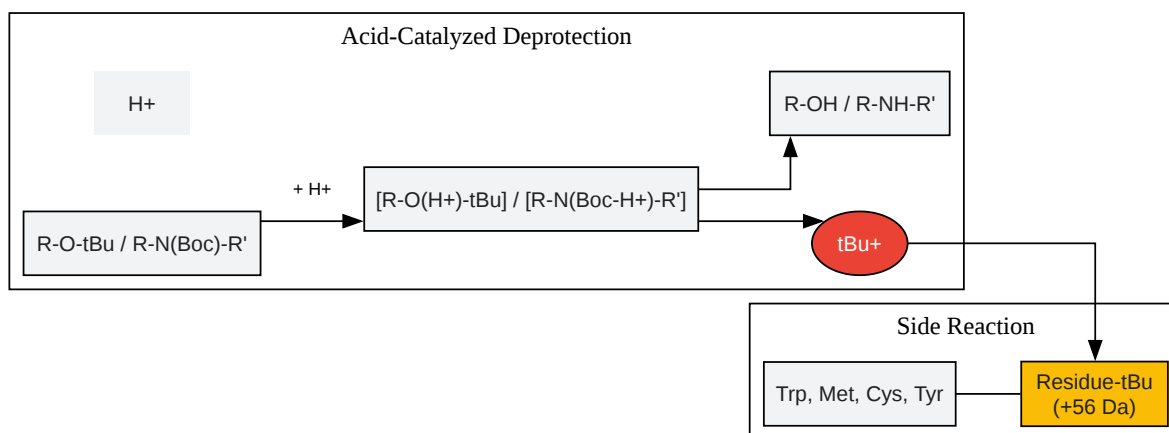 Acid-Catalyzed Deprotection
H+
R-OH / R-NH-R'
+ H+
[R-O(H+)-tBu] / [R-N(Boc-H+)-R']
R-O-tBu / R-N(Boc)-R'
tBu+
Side Reaction
Trp, Met, Cys, Tyr
Residue-tBu
(+56 Da)